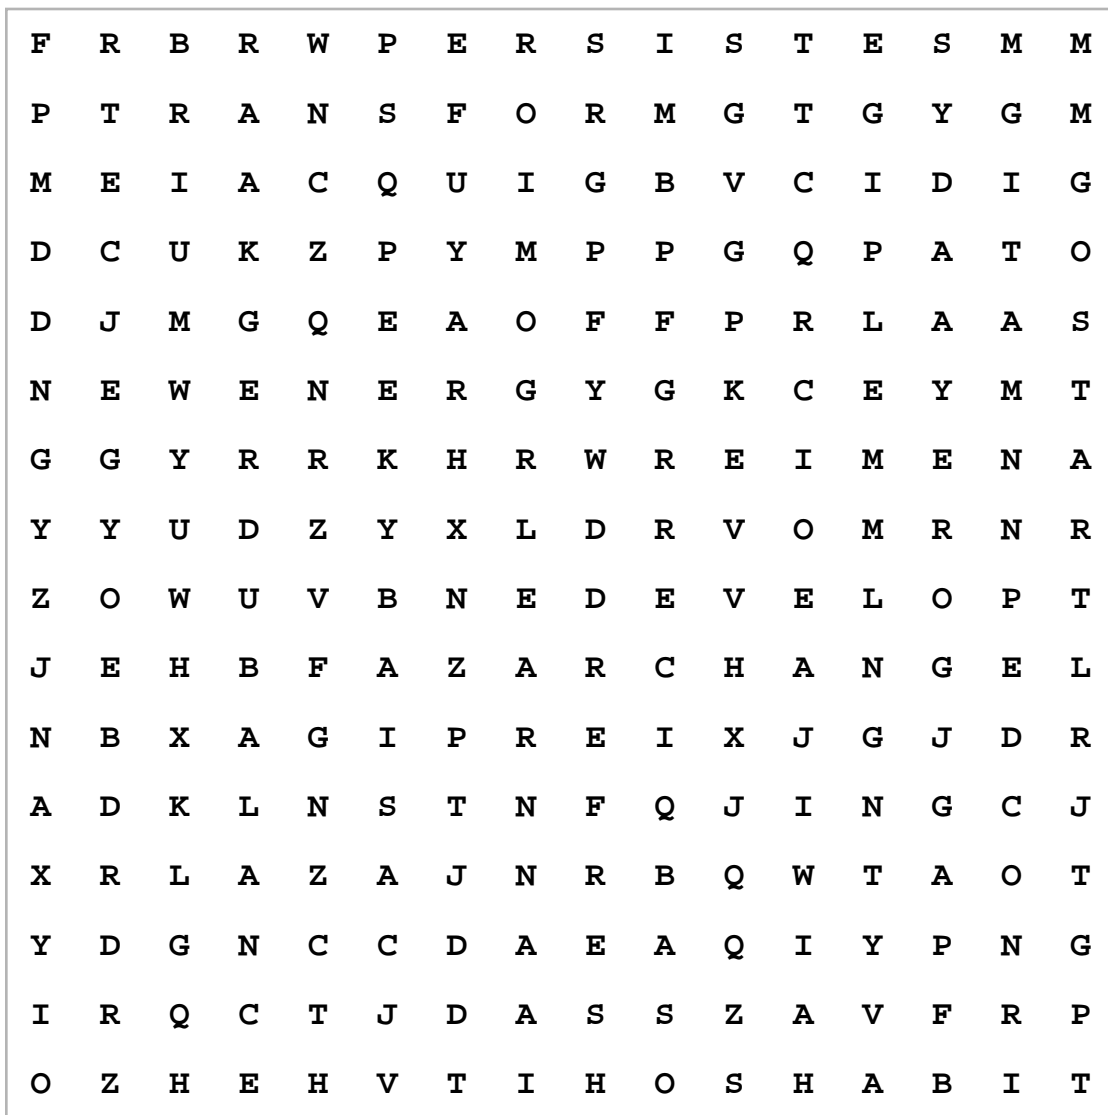 F R B R W P E R S I S T E S M M
P T R A N S F O R M G T G Y G M
M E I A C Q U I G B V C I D I G
D C U K Z P Y M P P G Q P A T O
D J M G Q E A O F F P R L A A S
N E W E N E R G Y G K C E Y M T
G G Y R R K H R W R E I M E N A
Y Y U D Z Y X L D R V O M R N R
Z O W U V B N E D E V E L O P T
J E H B F A Z A R C H A N G E L
N B X A G I P R E I X J G J D R
A D K L N S T N F Q J I N G C J
X R L A Z A J N R B Q W T A O T
Y D G N C C D A E A Q I Y P N G
I R Q C T J D A S S Z A V F R P
O Z H E H V T I H O S H A B I T